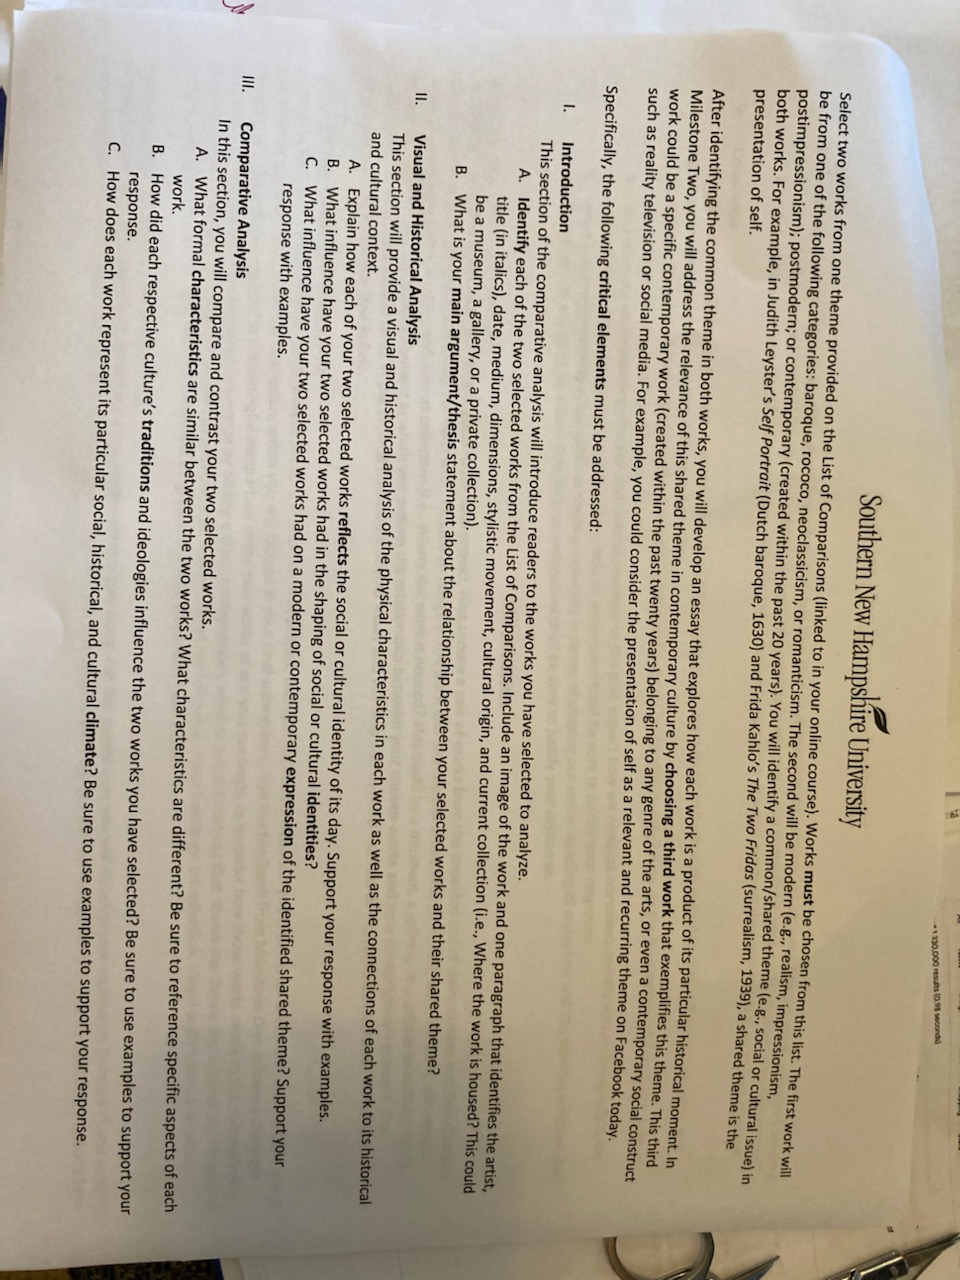 1,330,000 results (0.98 seconds)
Southern New Hampshire University
Select two works from one theme provided on the List of Comparisons (linked to in your online course). Works must be chosen from this list. The first work will
be from one of the following categories: baroque, rococo, neoclassicism, or romanticism. The second will be modern (e.g., realism, impressionism,
postimpressionism); postmodern; or contemporary (created within the past 20 years). You will identify a common/shared theme (e.g., social or cultural issue) in
both works. For example, in Judith Leyster's Self Portrait (Dutch baroque, 1630) and Frida Kahlo's The Two Fridas (surrealism, 1939), a shared theme is the
presentation of self.
After identifying the common theme in both works, you will develop an essay that explores how each work is a product of its particular historical moment. In
Milestone Two, you will address the relevance of this shared theme in contemporary culture by choosing a third work that exemplifies this theme. This third
work could be a specific contemporary work (created within the past twenty years) belonging to any genre of the arts, or even a contemporary social construct
such as reality television or social media. For example, you could consider the presentation of self as a relevant and recurring theme on Facebook today.
Specifically, the following critical elements must be addressed:
I. Introduction
This section of the comparative analysis will introduce readers to the works you have selected to analyze.
A. Identify each of the two selected works from the List of Comparisons. Include an image of the work and one paragraph that identifies the artist,
title (in italics), date, medium, dimensions, stylistic movement, cultural origin, and current collection (i.e., Where the work is housed? This could
be a museum, a gallery, or a private collection).
B. What is your main argument/thesis statement about the relationship between your selected works and their shared theme?
II. Visual and Historical Analysis
This section will provide a visual and historical analysis of the physical characteristics in each work as well as the connections of each work to its historical
and cultural context.
A. Explain how each of your two selected works reflects the social or cultural identity of its day. Support your response with examples.
B. What influence have your two selected works had in the shaping of social or cultural identities?
C. What influence have your two selected works had on a modern or contemporary expression of the identified shared theme? Support your
response with examples.
III. Comparative Analysis
In this section, you will compare and contrast your two selected works.
A. What formal characteristics are similar between the two works? What characteristics are different? Be sure to reference specific aspects of each
work.
B. How did each respective culture's traditions and ideologies influence the two works you have selected? Be sure to use examples to support your
response.
C. How does each work represent its particular social, historical, and cultural climate? Be sure to use examples to support your response.